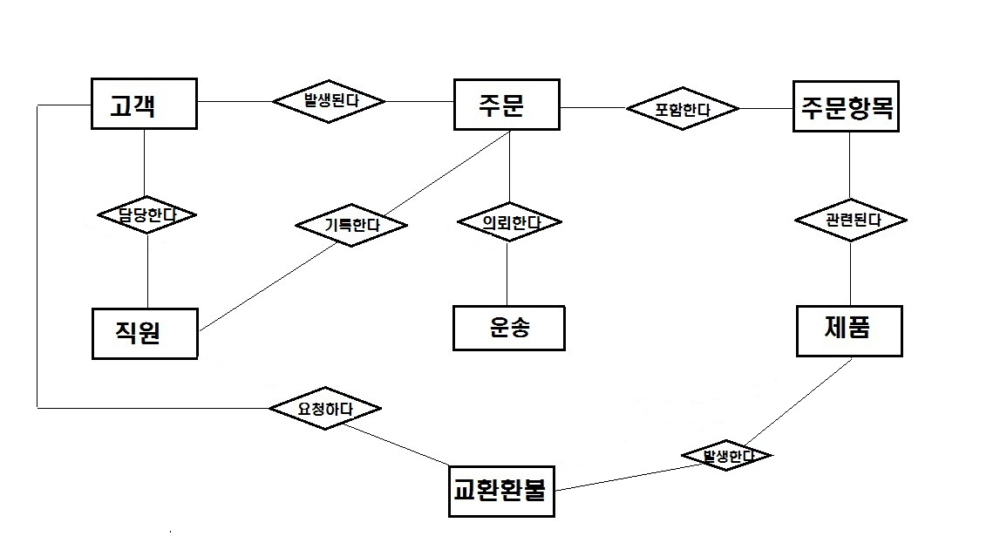 고객
발생된다
주문
포함한다
주문항목
담당한다
기록한다
의뢰한다
관련된다
직원
운송
제품
요청하다
발생한다
교환환불